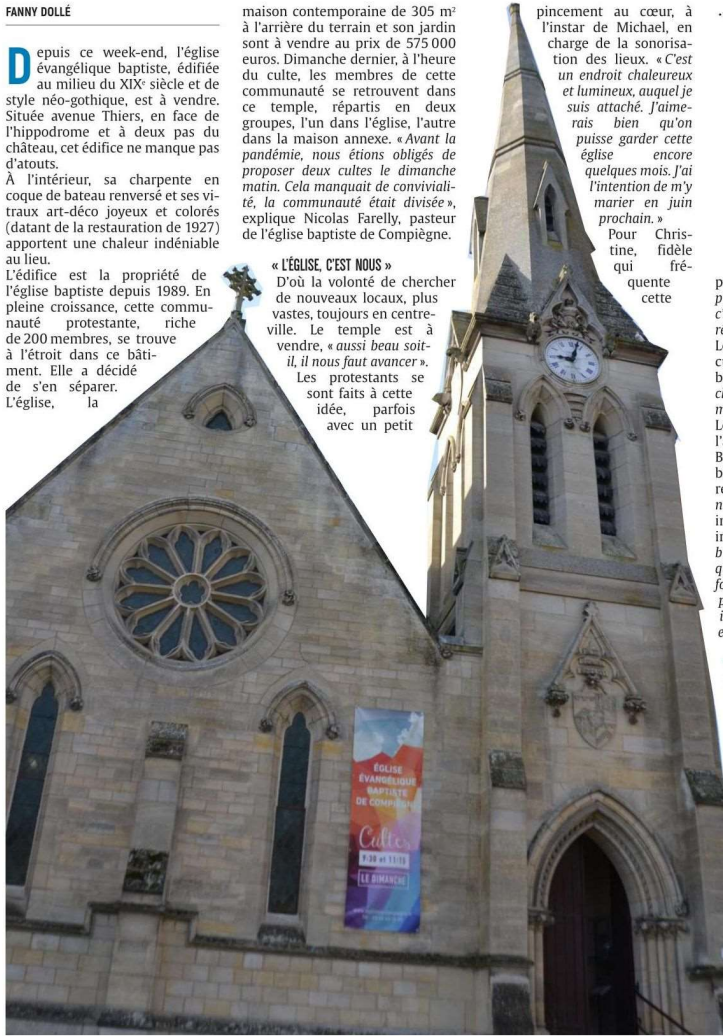 FANNY DOLLÉ
Depuis ce week-end, l'église
évangélique baptiste, édifiée
au milieu du XIXe siècle et de
style néo-gothique, est à vendre.
Située avenue Thiers, en face de
l'hippodrome et à deux pas du
château, cet édifice ne manque pas
d'atouts.
À l'intérieur, sa charpente en
coque de bateau renversé et ses vi-
traux art-déco joyeux et colorés
(datant de la restauration de 1927)
apportent une chaleur indéniable
au lieu.
L'édifice est la propriété de
l'église baptiste depuis 1989. En
pleine croissance, cette commu-
nauté protestante, riche
de 200 membres, se trouve
à l'étroit dans ce bâti-
ment. Elle a décidé
de s'en séparer.
L'église, la
maison contemporaine de 305 m²
à l'arrière du terrain et son jardin
sont à vendre au prix de 575 000
euros. Dimanche dernier, à l'heure
du culte, les membres de cette
communauté se retrouvent dans
ce temple, répartis en deux
groupes, l'un dans l'église, l'autre
dans la maison annexe. « Avant la
pandémie, nous étions obligés de
proposer deux cultes le dimanche
matin. Cela manquait de conviviali-
té, la communauté était divisée »,
explique Nicolas Farelly, pasteur
de l'église baptiste de Compiègne.
« L'ÉGLISE, C'EST NOUS »
D'où la volonté de chercher
de nouveaux locaux, plus
vastes, toujours en centre-
ville. Le temple est à
vendre, « aussi beau soit-
il, il nous faut avancer ».
Les protestants se
sont faits à cette
idée, parfois
avec un petit
pincement au cœur, à
l'instar de Michael, en
charge de la sonorisa-
tion des lieux. « C'est
un endroit chaleureux
et lumineux, auquel je
suis attaché. J'aime-
rais bien qu'on
puisse garder cette
église encore
quelques mois. J'ai
l'intention de m'y
marier en juin
prochain. »
Pour Chris-
tine, fidèle
qui fré-
quente
cette
ÉGLISE
ÉVANGÉLIQUE
BAPTISTE
DE COMPIÈGNE
Cultes
9:30 et 11:15
LE DIMANCHE